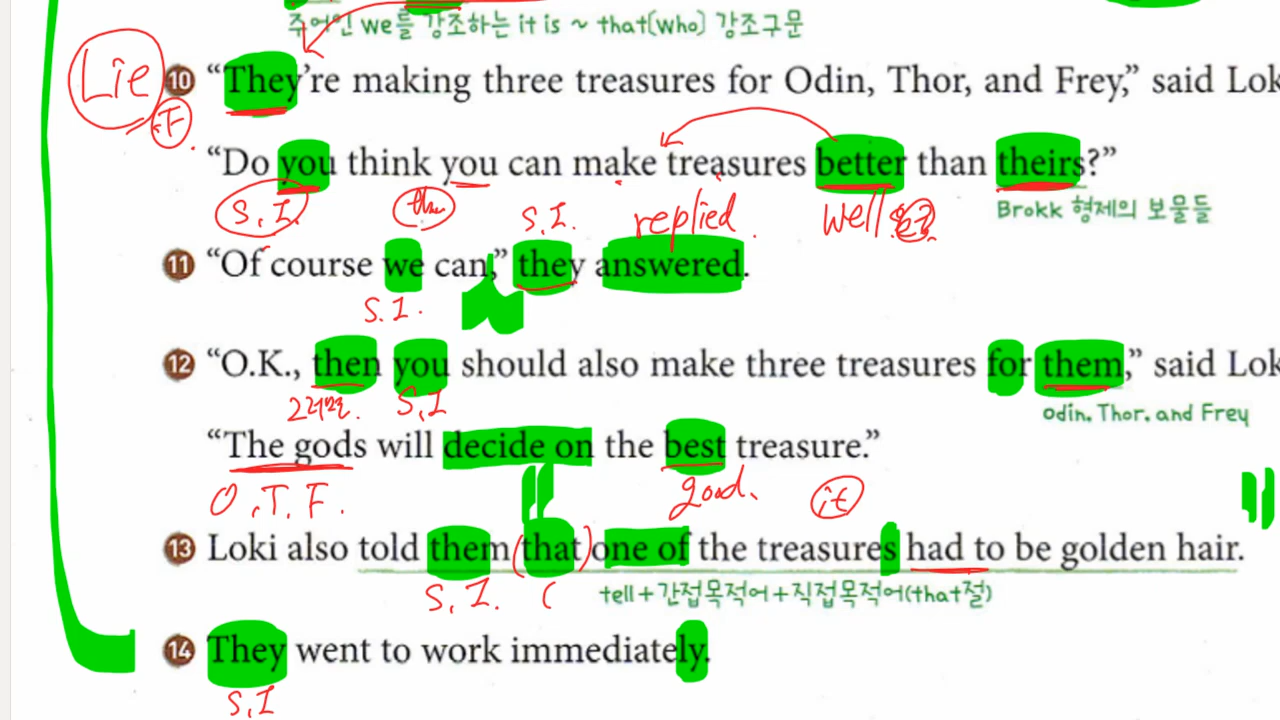 주어인 we를 강조하는 it is ~ that(who) 강조구문
Lie
F
⑩ “They’re making three treasures for Odin, Thor, and Frey,” said Lok
“Do you think you can make treasures better than theirs?”
S.I. S.I. replied. well
Brokk 형제의 보물들
⑪ “Of course we can,” they answered.
S.I.
⑫ “O.K., then you should also make three treasures for them,” said Lok
그러면. S.I
Odin, Thor, and Frey
“The gods will decide on the best treasure.”
O.T.F. good. it
⑬ Loki also told them (that) one of the treasures had to be golden hair.
S.I. (
tell+간접목적어+직접목적어(that절)
⑭ They went to work immediately.
S.I